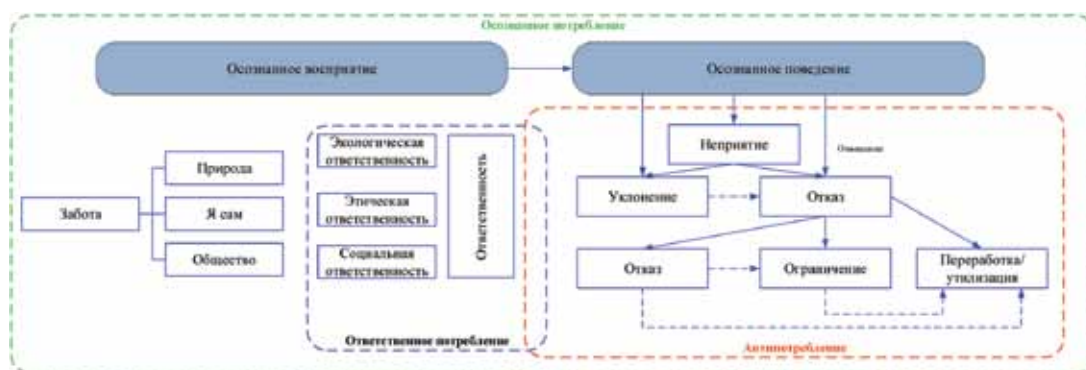 Осознанное потребление
Осознанное восприятие
Осознанное поведение
Забота
Природа
Я сам
Общество
Экологическая
ответственность
Этическая
ответственность
Социальная
ответственность
Ответственность
Ответственное потребление
Неприятие
Уклонение
Отказ
Отказ
Ограничение
Переработка/
утилизация
Антипотребление